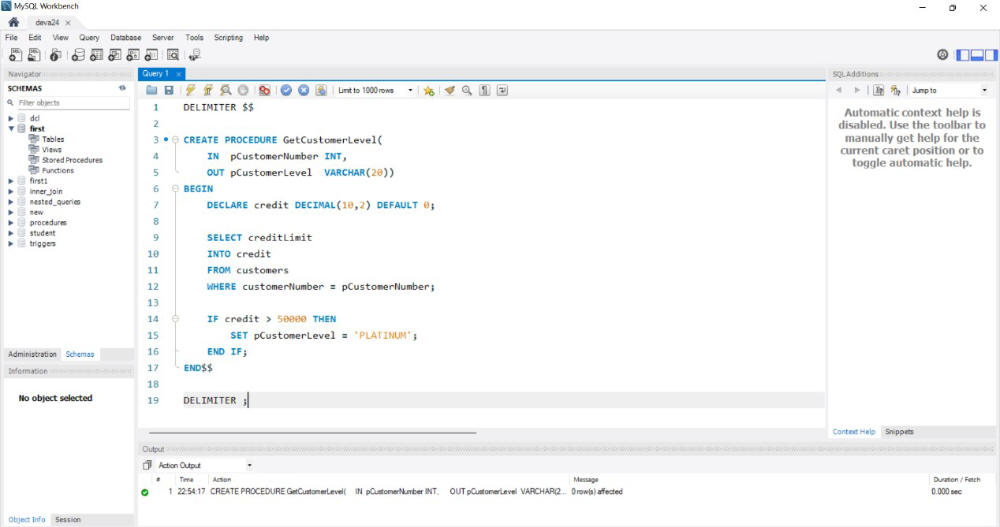 MySQL Workbench
deva24
File Edit View Query Database Server Tools Scripting Help
Navigator
SCHEMAS
Filter objects
dcl
first
Tables
Views
Stored Procedures
Functions
first1
inner_join
nested_queries
new
procedures
student
triggers
Administration Schemas
Information
No object selected
Object Info Session
Query 1
Limit to 1000 rows
1 DELIMITER $$
2
3 CREATE PROCEDURE GetCustomerLevel(
4 IN pCustomerNumber INT,
5 OUT pCustomerLevel VARCHAR(20))
6 BEGIN
7 DECLARE credit DECIMAL(10,2) DEFAULT 0;
8
9 SELECT creditLimit
10 INTO credit
11 FROM customers
12 WHERE customerNumber = pCustomerNumber;
13
14 IF credit > 50000 THEN
15 SET pCustomerLevel = 'PLATINUM';
16 END IF;
17 END$$
18
19 DELIMITER ;
SQLAdditions
Jump to
Automatic context help is
disabled. Use the toolbar to
manually get help for the
current caret position or to
toggle automatic help.
Context Help Snippets
Output
Action Output
# Time Action Message Duration / Fetch
1 22:54:17 CREATE PROCEDURE GetCustomerLevel( IN pCustomerNumber INT, OUT pCustomerLevel VARCHAR(2... 0 row(s) affected 0.000 sec